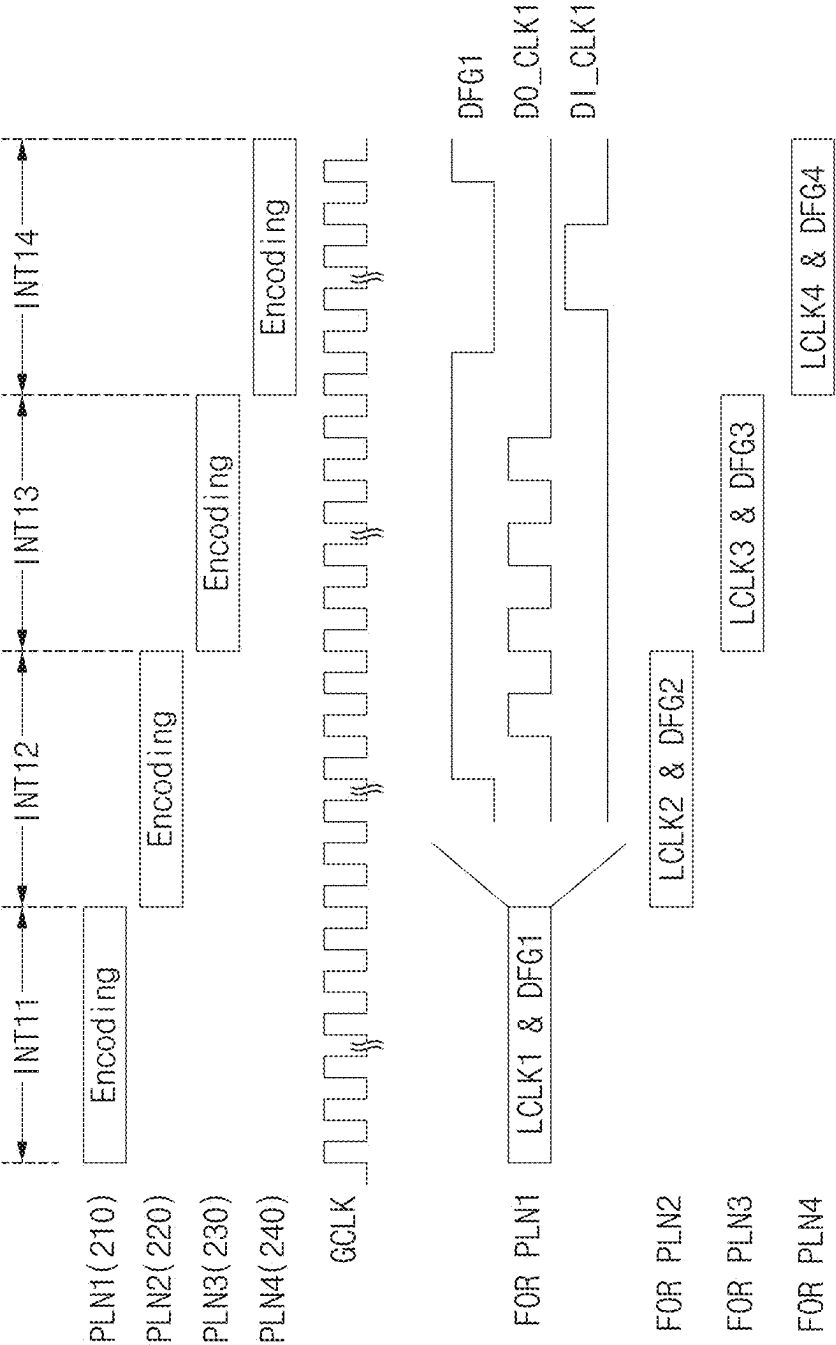 INT11 INT12 INT13 INT14
PLN1(210) Encoding
PLN2(220) Encoding
PLN3(230) Encoding
PLN4(240) Encoding
GCLK
DFG1
FOR PLN1 LCLK1 & DFG1 DO_CLK1
DI_CLK1
FOR PLN2 LCLK2 & DFG2
FOR PLN3 LCLK3 & DFG3
FOR PLN4 LCLK4 & DFG4